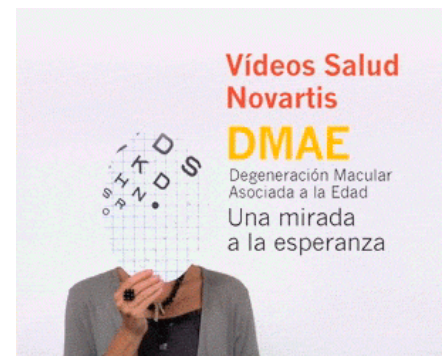 Vídeos Salud
Novartis
DMAE
Degeneración Macular
Asociada a la Edad
Una mirada
a la esperanza
D
K S
H D
S N
R
O